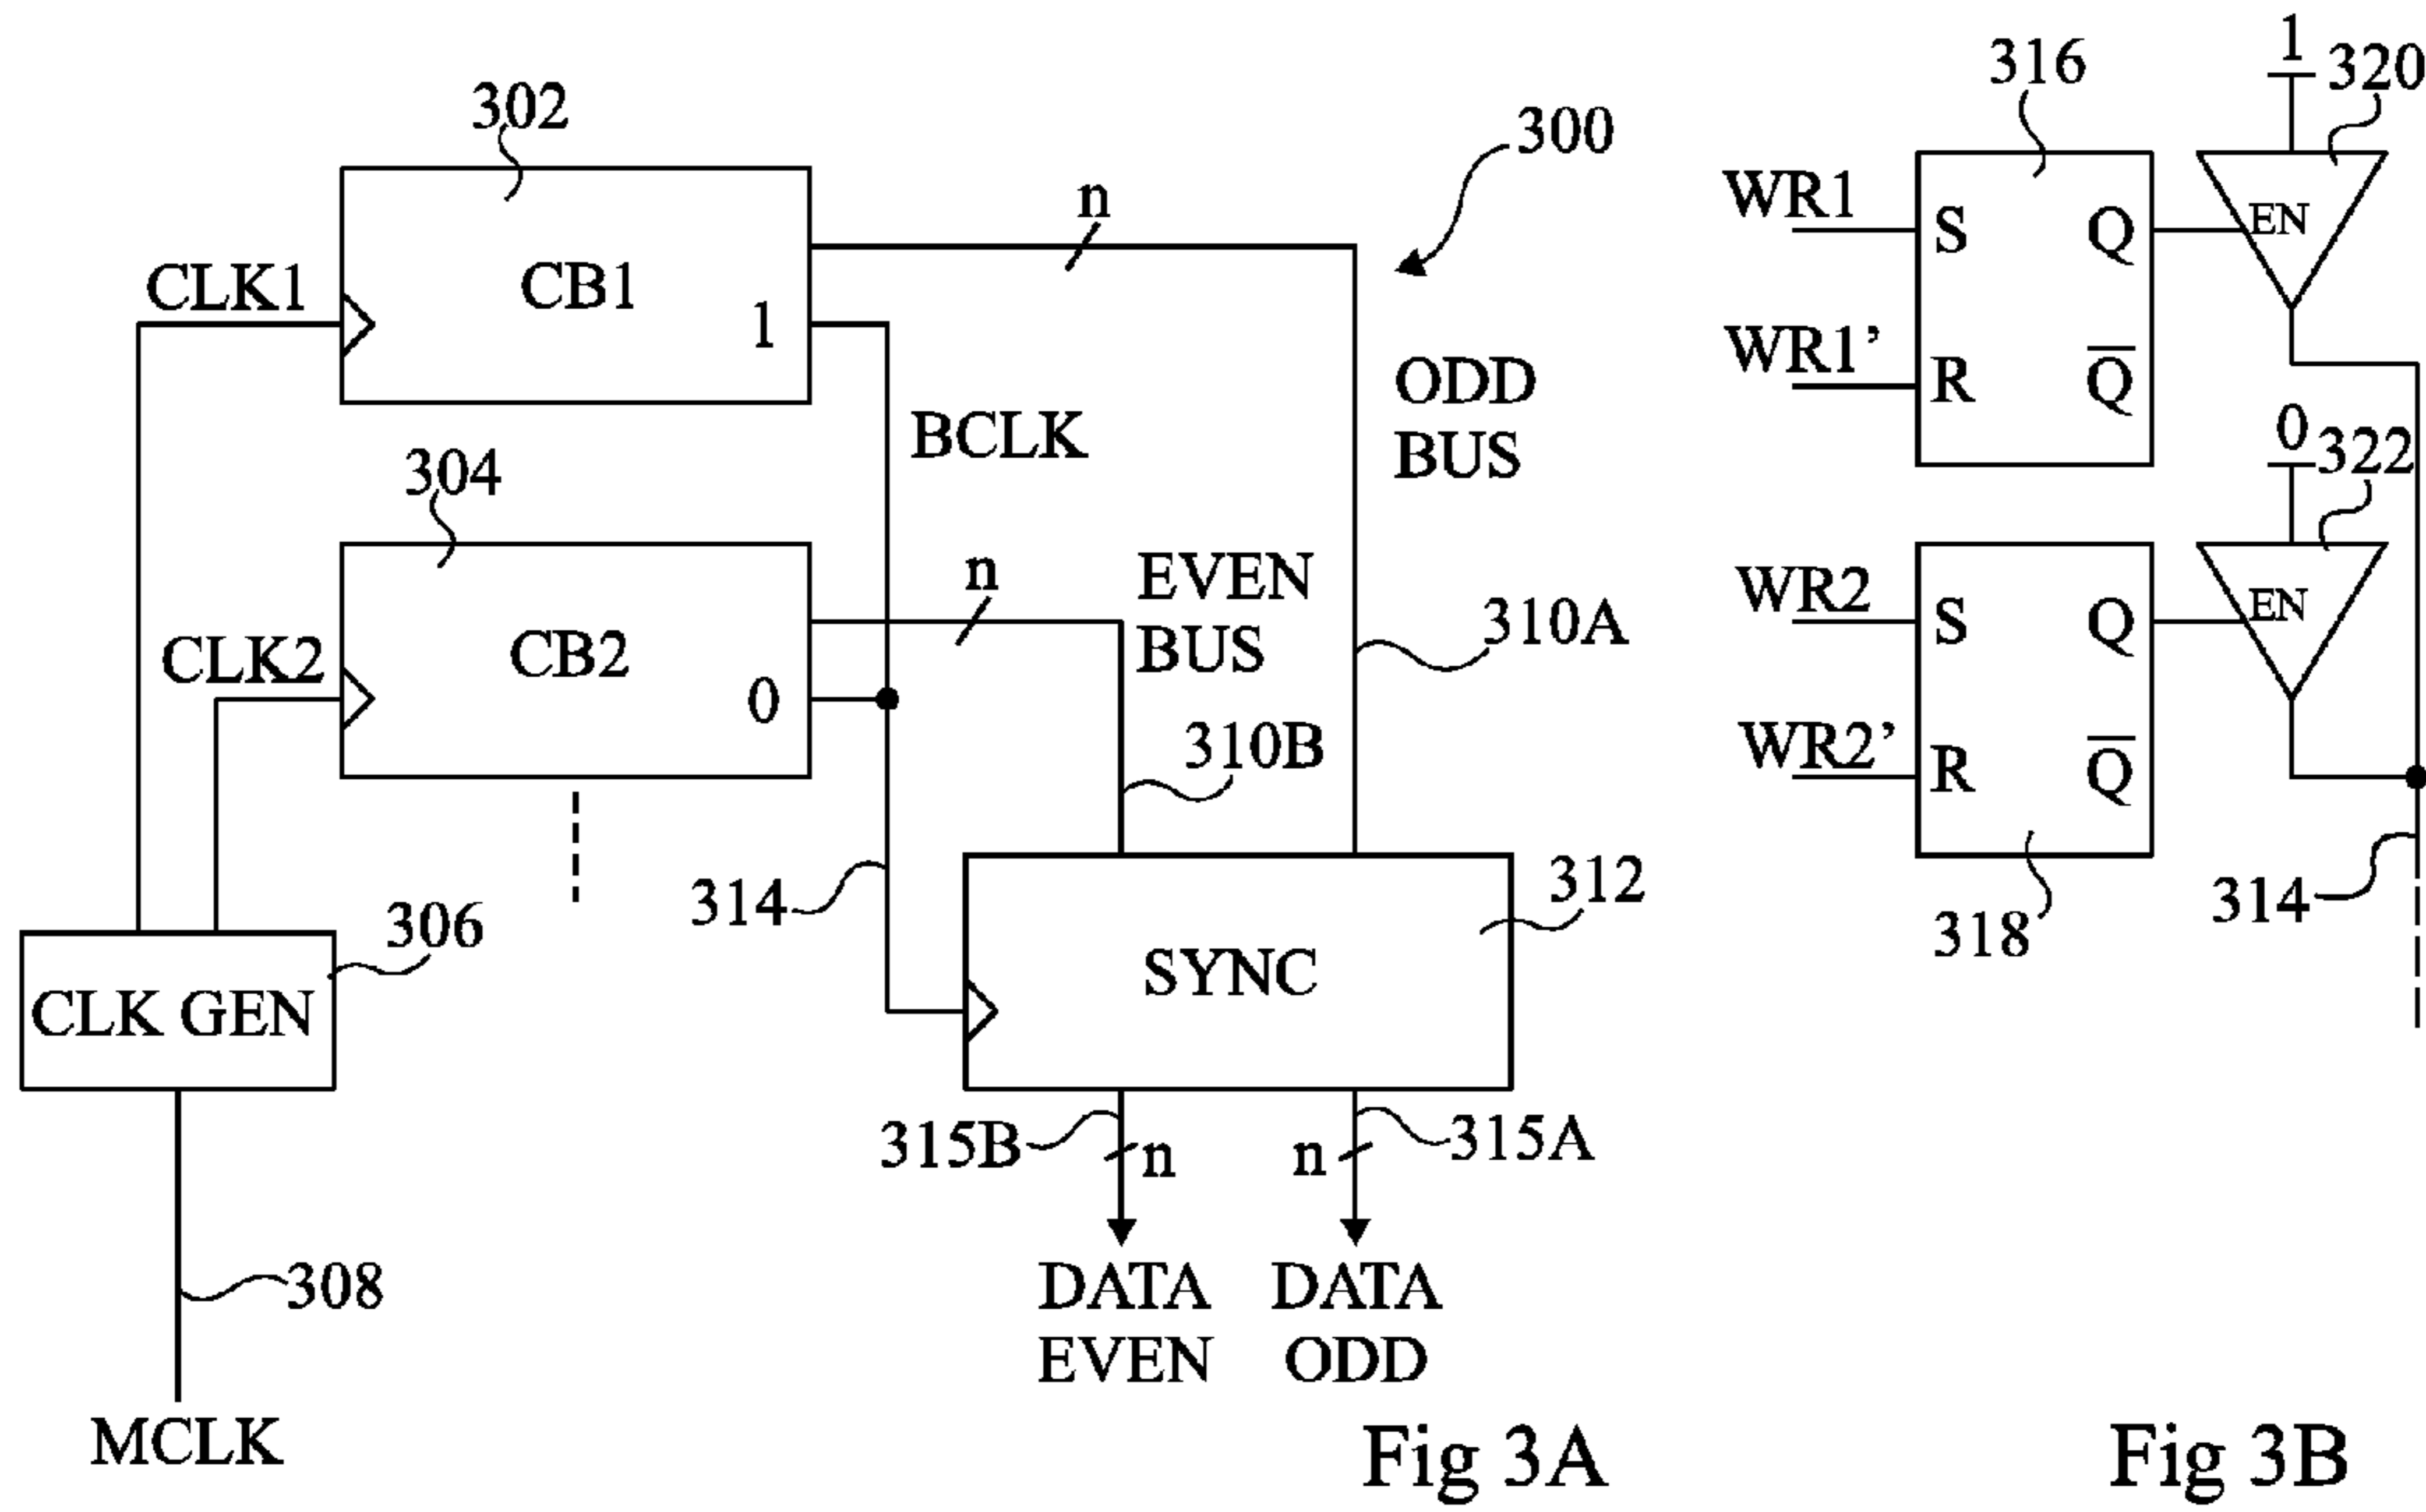 302
n
300
CLK1
CB1
1
ODD
BUS
BCLK
304
n
EVEN
BUS
CLK2
CB2
0
310A
310B
314
312
306
CLK GEN
SYNC
315B
n
n
315A
308
DATA
EVEN
DATA
ODD
MCLK
Fig 3A
1
316
320
WR1
S
Q
EN
WR1’
R
Q̅
0
322
WR2
S
Q
EN
WR2’
R
Q̅
318
314
Fig 3B